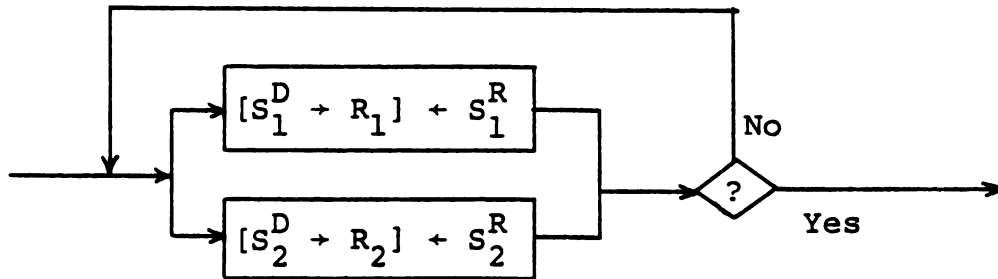 [S₁ᴰ → R₁] ← S₁ᴿ
No
?
Yes
[S₂ᴰ → R₂] ← S₂ᴿ